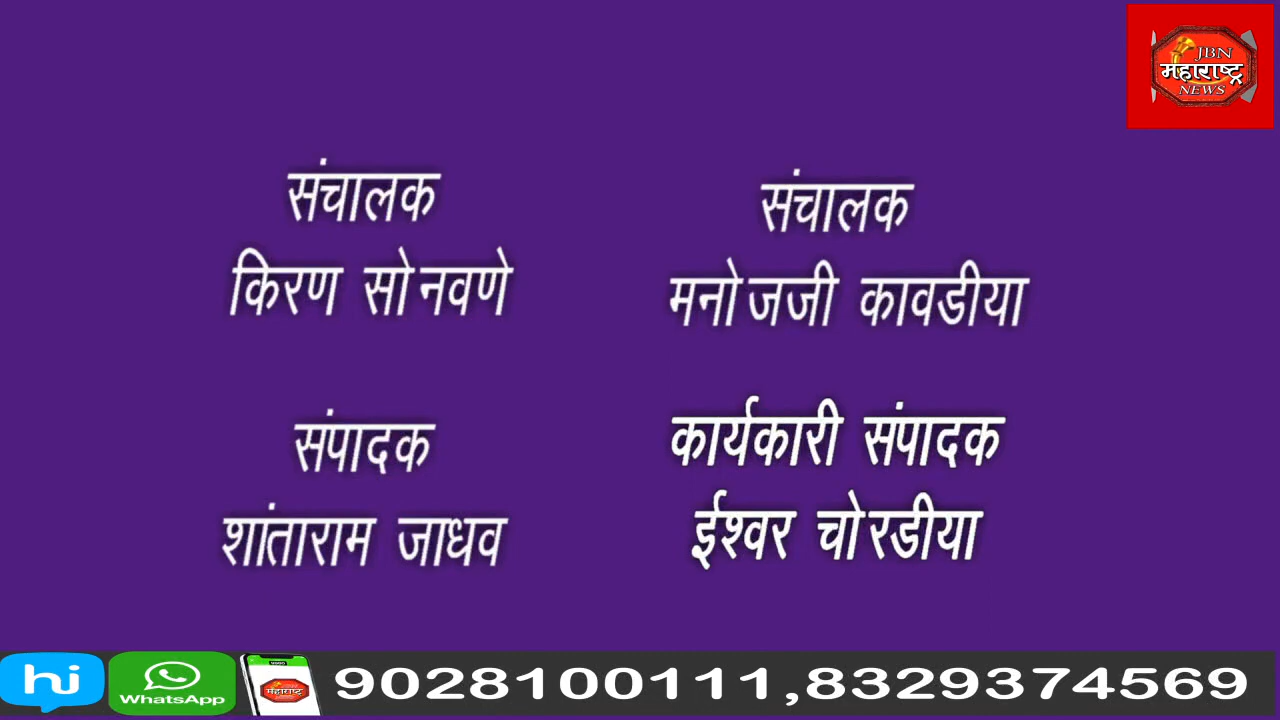 JBN
महाराष्ट्र
NEWS
संचालक
किरण सोनवणे
संचालक
मनोजजी कावडीया
संपादक
शांताराम जाधव
कार्यकारी संपादक
ईश्वर चोरडीया
hi
WhatsApp
महाराष्ट्र
9028100111,8329374569